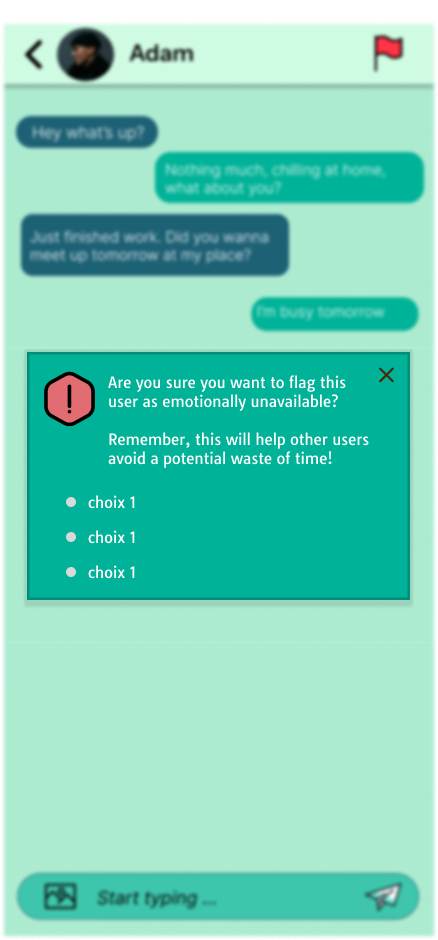 Adam
Hey what's up?
Nothing much, chilling at home,
what about you?
Just finished work. Did you wanna
meet up tomorrow at my place?
I'm busy tomorrow
Are you sure you want to flag this
user as emotionally unavailable?
Remember, this will help other users
avoid a potential waste of time!
choix 1
choix 1
choix 1
Start typing ...